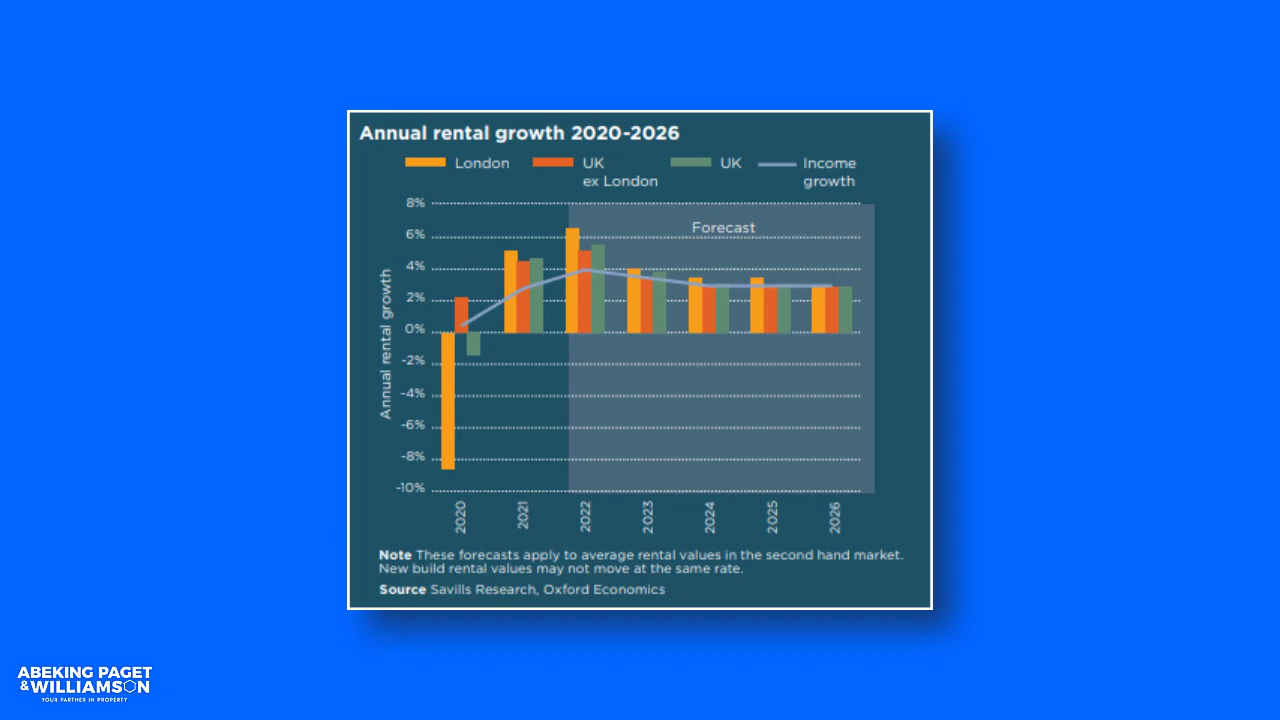 Annual rental growth 2020-2026
London UK UK Income
ex London growth
8%
6%
4%
2%
0%
-2%
-4%
-6%
-8%
-10%
Annual rental growth
Forecast
2020 2021 2022 2023 2024 2025 2026
Note These forecasts apply to average rental values in the second hand market.
New build rental values may not move at the same rate.
Source Savills Research, Oxford Economics
ABEKING PAGET
&WILLIAMSON
YOUR PARTNER IN PROPERTY